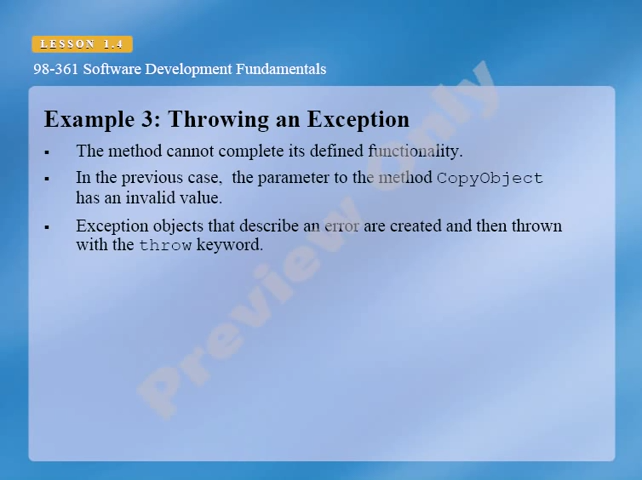 LESSON 1.4
98-361 Software Development Fundamentals
Example 3: Throwing an Exception
▪ The method cannot complete its defined functionality.
▪ In the previous case, the parameter to the method CopyObject
has an invalid value.
▪ Exception objects that describe an error are created and then thrown
with the throw keyword.
Preview Only